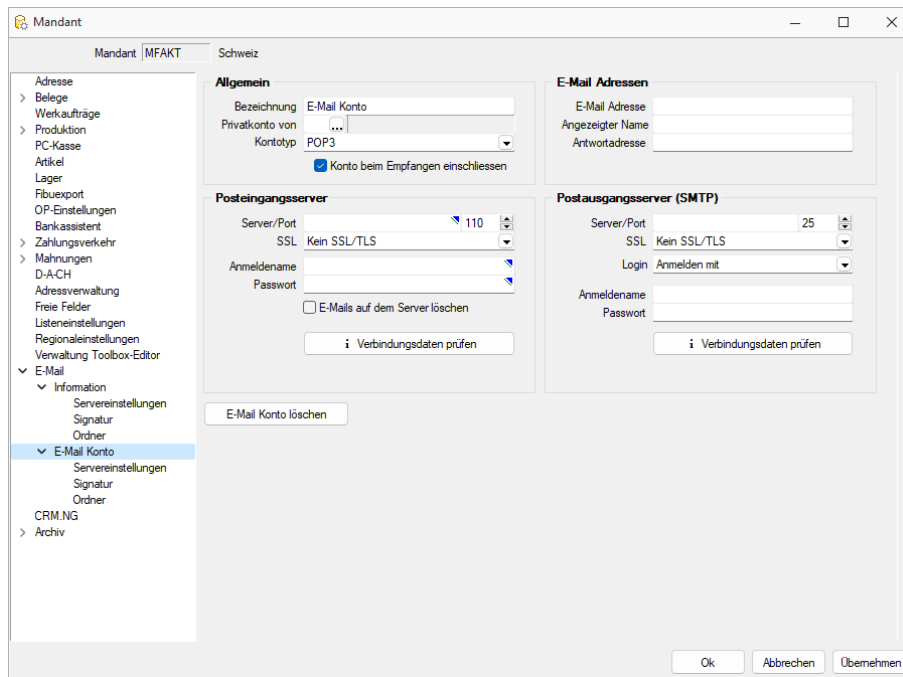 Mandant
Mandant MFAKT Schweiz
Adresse
Belege
Werkaufträge
Produktion
PC-Kasse
Artikel
Lager
Fibuexport
OP-Einstellungen
Bankassistent
Zahlungsverkehr
Mahnungen
D-A-CH
Adressverwaltung
Freie Felder
Listeneinstellungen
Regionaleinstellungen
Verwaltung Toolbox-Editor
E-Mail
Information
Servereinstellungen
Signatur
Ordner
E-Mail Konto
Servereinstellungen
Signatur
Ordner
CRM.NG
Archiv
Allgemein
Bezeichnung E-Mail Konto
Privatkonto von ...
Kontotyp POP3
Konto beim Empfangen einschliessen
E-Mail Adressen
E-Mail Adresse
Angezeigter Name
Antwortadresse
Posteingangsserver
Server/Port 110
SSL Kein SSL/TLS
Anmeldename
Passwort
E-Mails auf dem Server löschen
i Verbindungsdaten prüfen
Postausgangsserver (SMTP)
Server/Port 25
SSL Kein SSL/TLS
Login Anmelden mit
Anmeldename
Passwort
i Verbindungsdaten prüfen
E-Mail Konto löschen
Ok Abbrechen Übernehmen